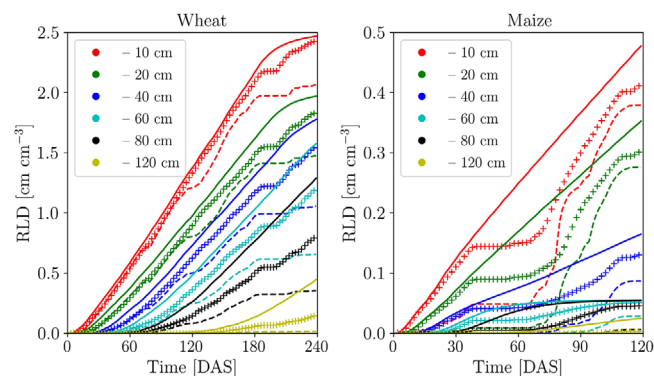 Wheat
RLD [cm cm⁻³]
2.5
2.0
1.5
1.0
0.5
0.0
− 10 cm
− 20 cm
− 40 cm
− 60 cm
− 80 cm
− 120 cm
0 60 120 180 240
Time [DAS]
Maize
RLD [cm cm⁻³]
0.5
0.4
0.3
0.2
0.1
0.0
− 10 cm
− 20 cm
− 40 cm
− 60 cm
− 80 cm
− 120 cm
0 30 60 90 120
Time [DAS]